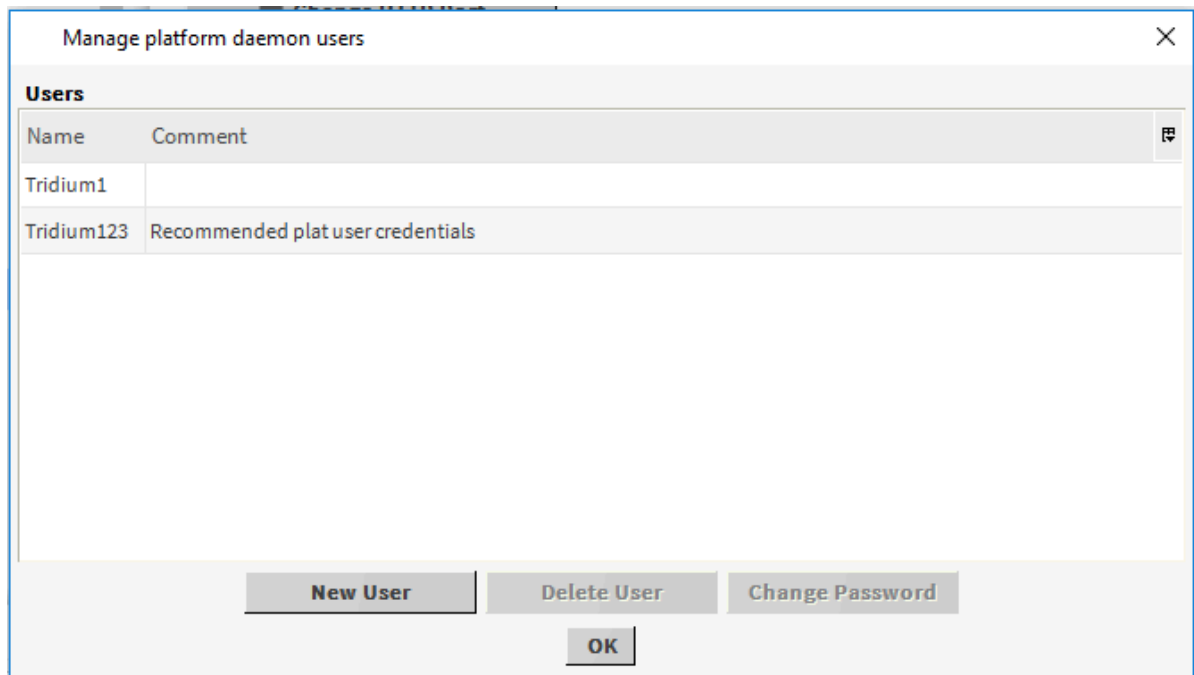 Manage platform daemon users
Users
Name Comment
Tridium1
Tridium123 Recommended plat user credentials
New User Delete User Change Password
OK